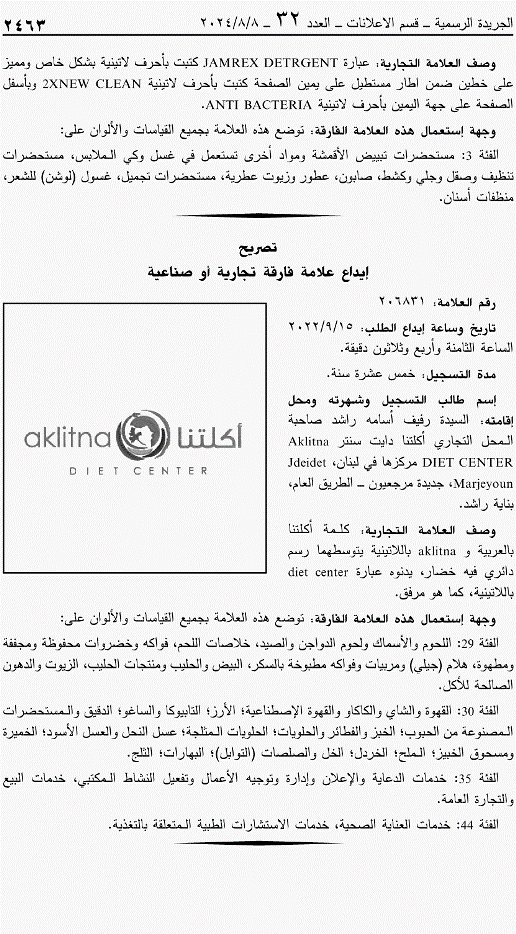 الجريدة الرسمية ـ قسم الاعلانات ـ العدد ٣٢ ـ ٢٠٢٤/٨/٨ ٢٤٦٣
وصف العلامة التجارية: عبارة JAMREX DETRGENT كتبت بأحرف لاتينية بشكل خاص ومميز
على خطين ضمن اطار مستطيل على يمين الصفحة كتبت بأحرف لاتينية 2XNEW CLEAN وبأسفل
الصفحة على جهة اليمين بأحرف لاتينية ANTI BACTERIA.
وجهة إستعمال هذه العلامة الفارقة: توضع هذه العلامة بجميع القياسات والألوان على:
الفئة 3: مستحضرات تبييض الأقمشة ومواد أخرى تستعمل في غسل وكي الملابس، مستحضرات
تنظيف وصقل وجلي وكشط، صابون، عطور وزيوت عطرية، مستحضرات تجميل، غسول (لوشن) للشعر،
منظفات أسنان.
تصريح
إيداع علامة فارقة تجارية أو صناعية
رقم العلامة: ٢٠٦٨٣١
تاريخ وساعة إيداع الطلب: ٢٠٢٢/٩/١٥
الساعة الثامنة وأربع وثلاثون دقيقة.
مدة التسجيل: خمس عشرة سنة.
إسم طالب التسجيل وشهرته ومحل
إقامته: السيدة رفيف أسامه راشد صاحبة
المحل التجاري أكلتنا دايت سنتر Aklitna
DIET CENTER مركزها في لبنان، Jdeidet
Marjeyoun، جديدة مرجعيون ـ الطريق العام،
بناية راشد.
وصف العلامة التجارية: كلمة أكلتنا
بالعربية و aklitna باللاتينية يتوسطهما رسم
دائري فيه خضار، يدنوه عبارة diet center
باللاتينية، كما هو مرفق.
aklitna أكلتنا
DIET CENTER
وجهة إستعمال هذه العلامة الفارقة: توضع هذه العلامة بجميع القياسات والألوان على:
الفئة 29: اللحوم والأسماك ولحوم الدواجن والصيد، خلاصات اللحم، فواكه وخضروات محفوظة ومجففة
ومطهوة، هلام (جيلي) ومربيات وفواكه مطبوخة بالسكر، البيض والحليب ومنتجات الحليب، الزيوت والدهون
الصالحة للأكل.
الفئة 30: القهوة والشاي والكاكاو والقهوة الإصطناعية؛ الأرز؛ التابيوكا والساغو؛ الدقيق والمستحضرات
المصنوعة من الحبوب؛ الخبز والفطائر والحلويات؛ الحلويات المثلجة؛ عسل النحل والعسل الأسود؛ الخميرة
ومسحوق الخبيز؛ الملح؛ الخردل؛ الخل والصلصات (التوابل)؛ البهارات؛ الثلج.
الفئة 35: خدمات الدعاية والإعلان وإدارة وتوجيه الأعمال وتفعيل النشاط المكتبي، خدمات البيع
والتجارة العامة.
الفئة 44: خدمات العناية الصحية، خدمات الاستشارات الطبية المتعلقة بالتغذية.